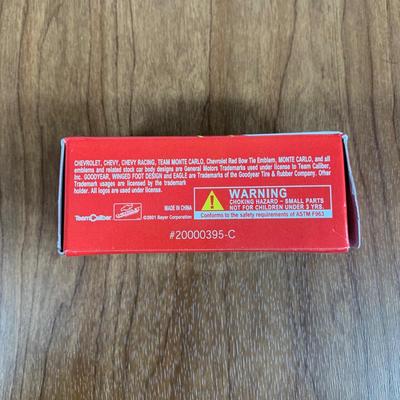 CHEVROLET, CHEVY, CHEVY RACING, TEAM MONTE CARLO, Chevrolet Red Bow Tie Emblem, MONTE CARLO, and all
emblems and related stock car body designs are General Motors Trademarks used under license to Team Caliber,
Inc. GOODYEAR, WINGED FOOT DESIGN and EAGLE are Trademarks of the Goodyear Tire & Rubber Company. Other
Trademark usages are licensed by the trademark
holder. All logos are used under license.
TeamCaliber
MADE IN CHINA
©2001 Bayer Corporation
WARNING
CHOKING HAZARD - SMALL PARTS
NOT FOR CHILDREN UNDER 3 YRS.
Conforms to the safety requirements of ASTM F963
#20000395-C